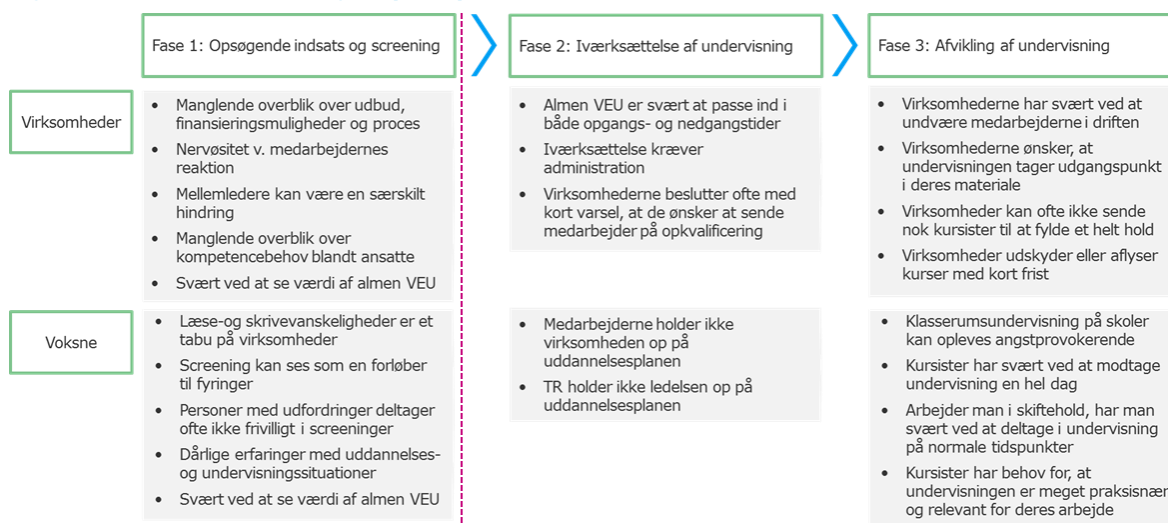 Fase 1: Opsøgende indsats og screening
Fase 2: Iværksættelse af undervisning
Fase 3: Afvikling af undervisning
Virksomheder
• Manglende overblik over udbud,
finansieringsmuligheder og proces
• Nervøsitet v. medarbejdernes
reaktion
• Mellemledere kan være en særskilt
hindring
• Manglende overblik over
kompetencebehov blandt ansatte
• Svært ved at se værdi af almen VEU
• Almen VEU er svært at passe ind i
både opgangs- og nedgangstider
• Iværksættelse kræver
administration
• Virksomhederne beslutter ofte med
kort varsel, at de ønsker at sende
medarbejder på opkvalificering
• Virksomhederne har svært ved at
undvære medarbejderne i driften
• Virksomhederne ønsker, at
undervisningen tager udgangspunkt
i deres materiale
• Virksomheder kan ofte ikke sende
nok kursister til at fylde et helt hold
• Virksomheder udskyder eller aflyser
kurser med kort frist
Voksne
• Læse-og skrivevanskeligheder er et
tabu på virksomheder
• Screening kan ses som en forløber
til fyringer
• Personer med udfordringer deltager
ofte ikke frivilligt i screeninger
• Dårlige erfaringer med uddannelses-
og undervisningssituationer
• Svært ved at se værdi af almen VEU
• Medarbejderne holder ikke
virksomheden op på
uddannelsesplanen
• TR holder ikke ledelsen op på
uddannelsesplanen
• Klasserumsundervisning på skoler
kan opleves angstprovokerende
• Kursister har svært ved at modtage
undervisning en hel dag
• Arbejder man i skiftehold, har man
svært ved at deltage i undervisning
på normale tidspunkter
• Kursister har behov for, at
undervisningen er meget praksisnær
og relevant for deres arbejde